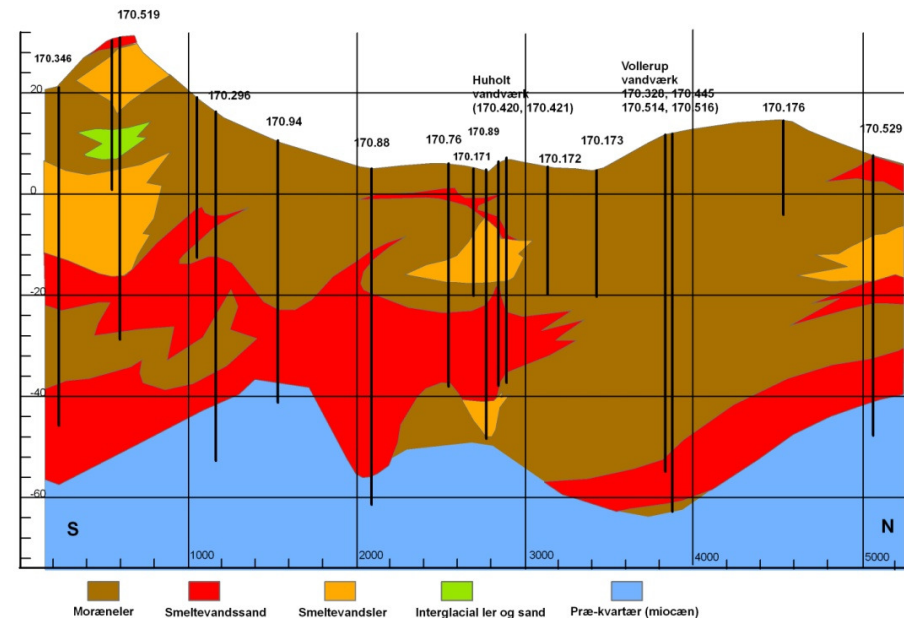 170.519
170.346
170.296
170.94
170.88
170.76
170.171
Huholt
vandværk
(170.420, 170.421)
170.89
170.172
170.173
Vollerup
vandværk
170.328, 170.445
170.514, 170.516)
170.176
170.529
20
0
-20
-40
-60
S
N
1000
2000
3000
4000
5000
Moræneler
Smeltevandssand
Smeltevandsler
Interglacial ler og sand
Præ-kvartær (miocæn)